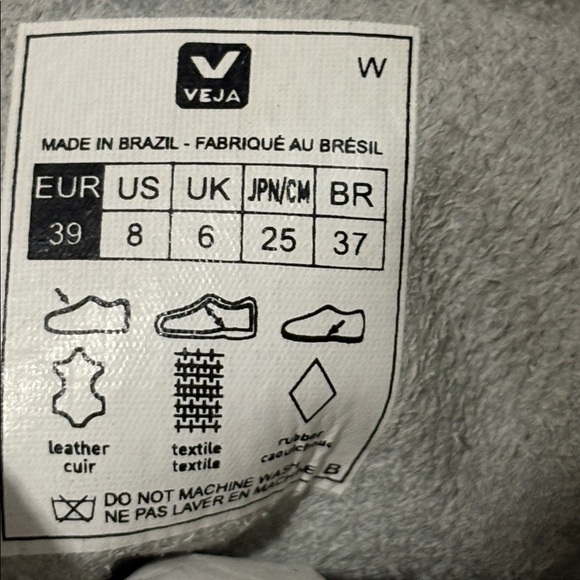 VEJA
W
MADE IN BRAZIL - FABRIQUÉ AU BRÉSIL
EUR US UK JPN/CM BR
39 8 6 25 37
leather textile rubber
cuir textile caoutchouc
DO NOT MACHINE WASH
NE PAS LAVER EN MACHINE B